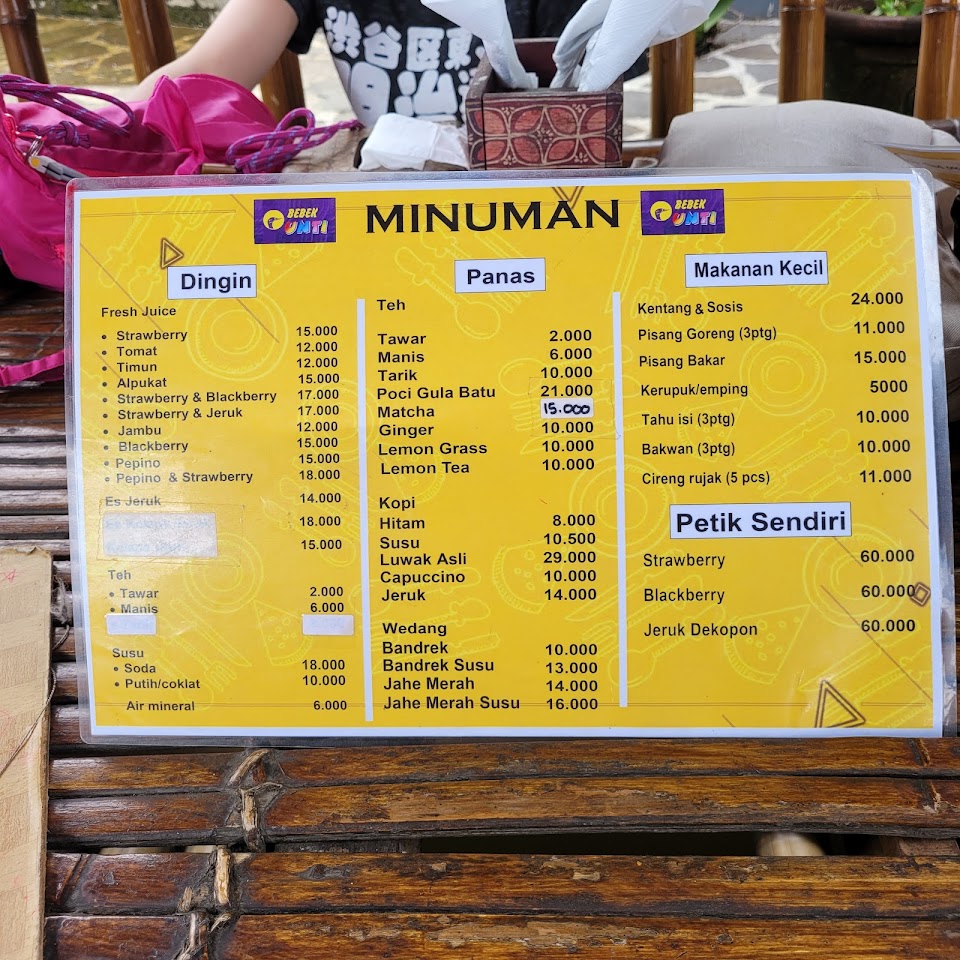 渋谷区東
BEBEK
UNTI
MINUMAN
BEBEK
UNTI
Dingin
Fresh Juice
• Strawberry 15.000
• Tomat 12.000
• Timun 12.000
• Alpukat 15.000
• Strawberry & Blackberry 17.000
• Strawberry & Jeruk 17.000
• Jambu 12.000
• Blackberry 15.000
• Pepino 15.000
• Pepino & Strawberry 18.000
Es Jeruk 14.000
18.000
15.000
Teh
• Tawar 2.000
• Manis 6.000
Susu
• Soda 18.000
• Putih/coklat 10.000
Air mineral 6.000
Panas
Teh
Tawar 2.000
Manis 6.000
Tarik 10.000
Poci Gula Batu 21.000
Matcha 15.000
Ginger 10.000
Lemon Grass 10.000
Lemon Tea 10.000
Kopi
Hitam 8.000
Susu 10.500
Luwak Asli 29.000
Capuccino 10.000
Jeruk 14.000
Wedang
Bandrek 10.000
Bandrek Susu 13.000
Jahe Merah 14.000
Jahe Merah Susu 16.000
Makanan Kecil
Kentang & Sosis 24.000
Pisang Goreng (3ptg) 11.000
Pisang Bakar 15.000
Kerupuk/emping 5000
Tahu isi (3ptg) 10.000
Bakwan (3ptg) 10.000
Cireng rujak (5 pcs) 11.000
Petik Sendiri
Strawberry 60.000
Blackberry 60.000
Jeruk Dekopon 60.000